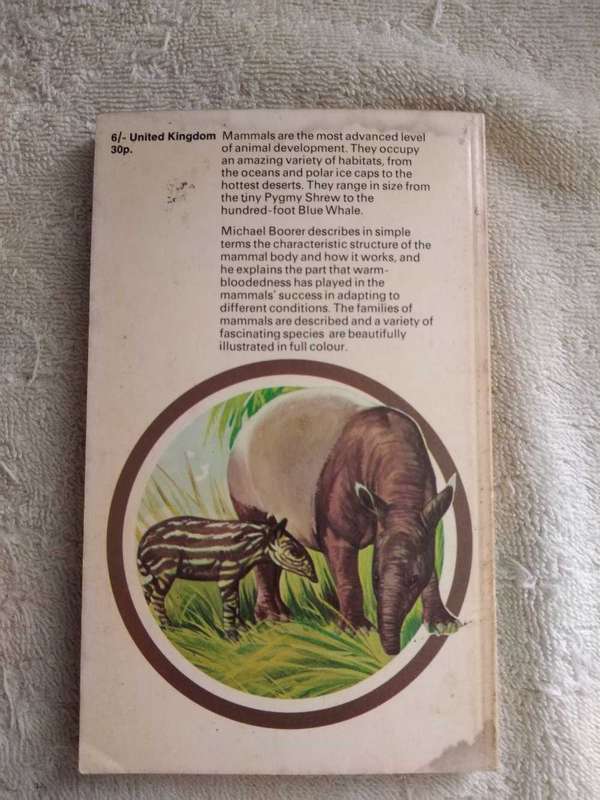 6/- United Kingdom
30p.
Mammals are the most advanced level
of animal development. They occupy
an amazing variety of habitats, from
the oceans and polar ice caps to the
hottest deserts. They range in size from
the tiny Pygmy Shrew to the
hundred-foot Blue Whale.
Michael Boorer describes in simple
terms the characteristic structure of the
mammal body and how it works, and
he explains the part that warm-
bloodedness has played in the
mammals' success in adapting to
different conditions. The families of
mammals are described and a variety of
fascinating species are beautifully
illustrated in full colour.